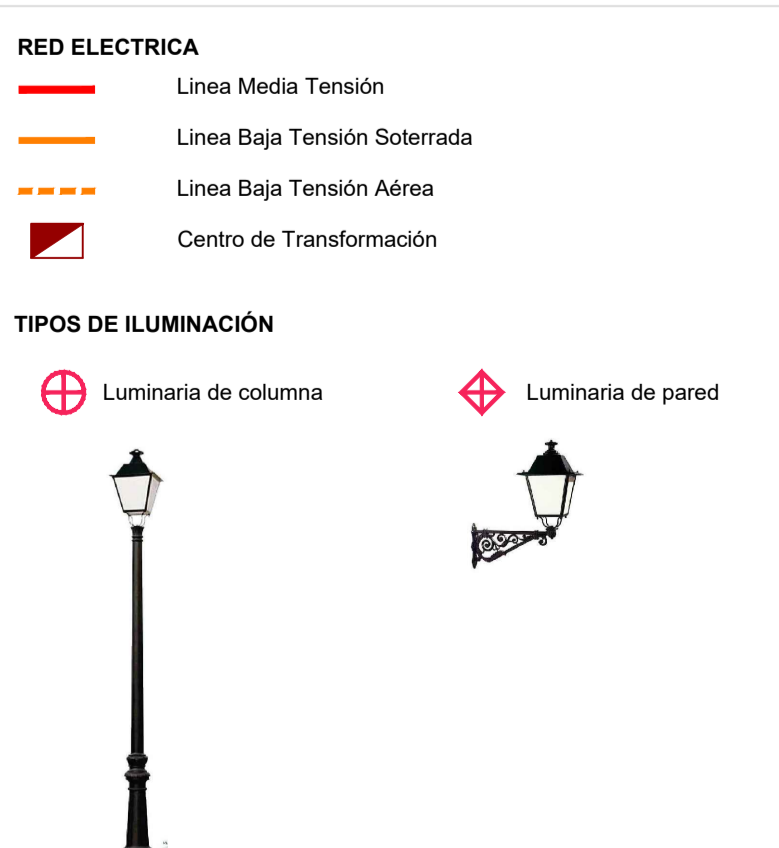 RED ELECTRICA
Linea Media Tensión
Linea Baja Tensión Soterrada
Linea Baja Tensión Aérea
Centro de Transformación
TIPOS DE ILUMINACIÓN
Luminaria de columna
Luminaria de pared